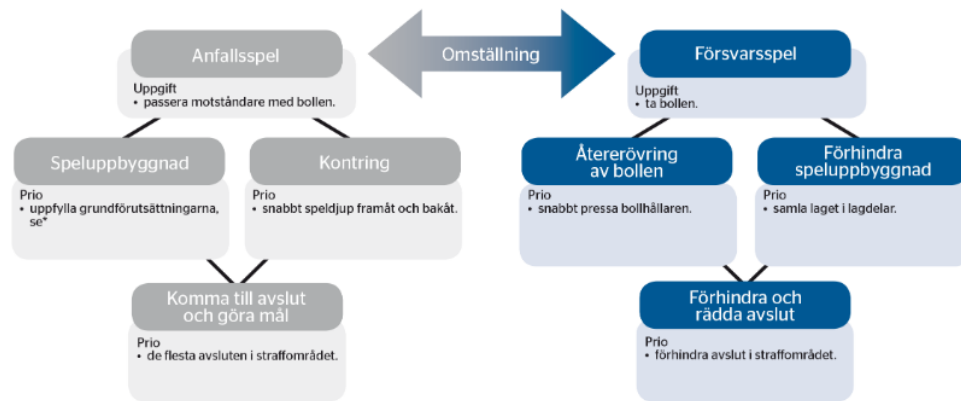 Anfallsspel
Uppgift
• passera motståndare med bollen.
Omställning
Försvarsspel
Uppgift
• ta bollen.
Speluppbyggnad
Prio
• uppfylla grundförutsättningarna,
se*
Kontring
Prio
• snabbt speldjup framåt och bakåt.
Återerövring
av bollen
Prio
• snabbt pressa bollhållaren.
Förhindra
speluppbyggnad
Prio
• samla laget i lagdelar.
Komma till avslut
och göra mål
Prio
• de flesta avsluten i straffområdet.
Förhindra och
rädda avslut
Prio
• förhindra avslut i straffområdet.